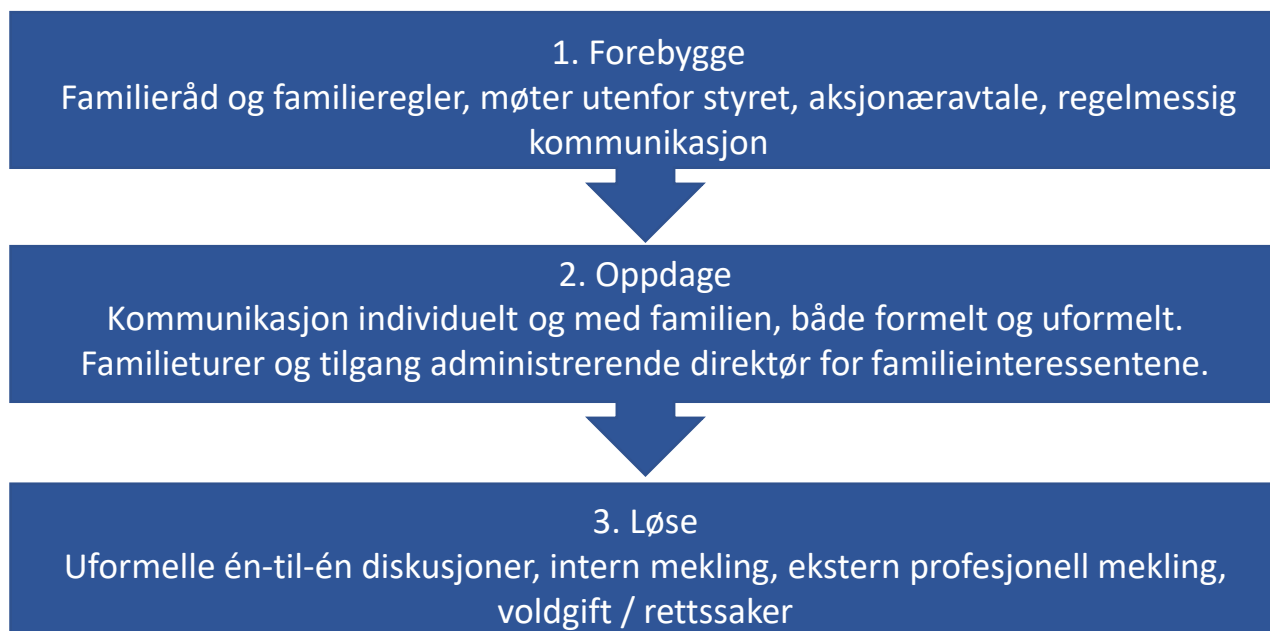 1. Forebygge
Familieråd og familieregler, møter utenfor styret, aksjonæravtale, regelmessig
kommunikasjon
2. Oppdage
Kommunikasjon individuelt og med familien, både formelt og uformelt.
Familieturer og tilgang administrerende direktør for familieinteressentene.
3. Løse
Uformelle én-til-én diskusjoner, intern mekling, ekstern profesjonell mekling,
voldgift / rettssaker